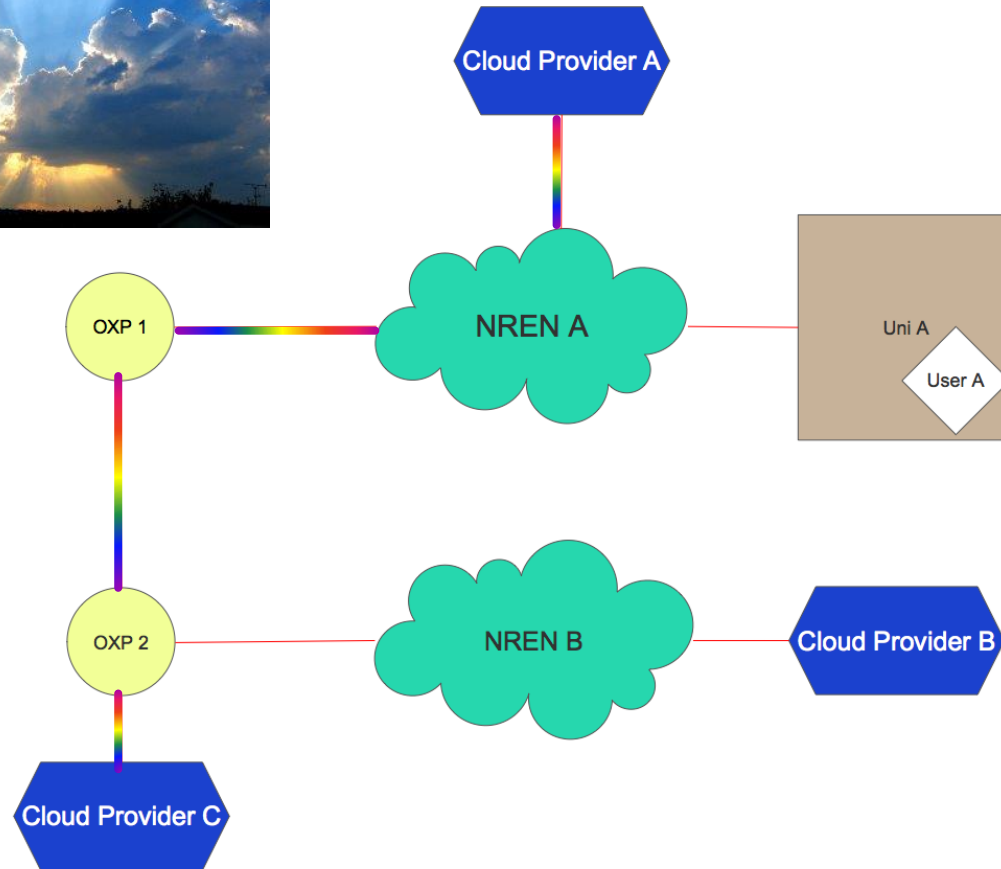 Cloud Provider A
OXP 1
NREN A
Uni A
User A
OXP 2
NREN B
Cloud Provider B
Cloud Provider C